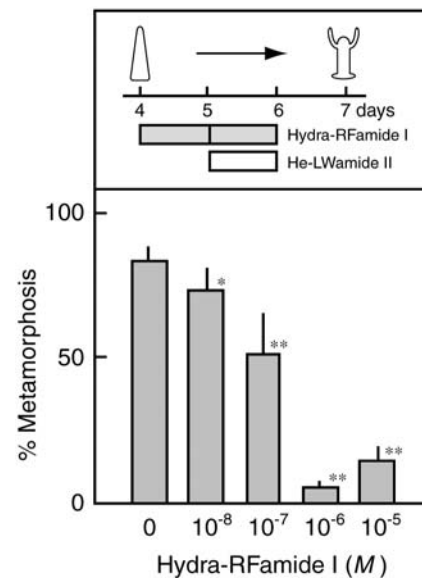 4 5 6 7 days
Hydra-RFamide I
He-LWamide II
100
50
0
% Metamorphosis
*
**
**
**
0 10⁻⁸ 10⁻⁷ 10⁻⁶ 10⁻⁵
Hydra-RFamide I (M)